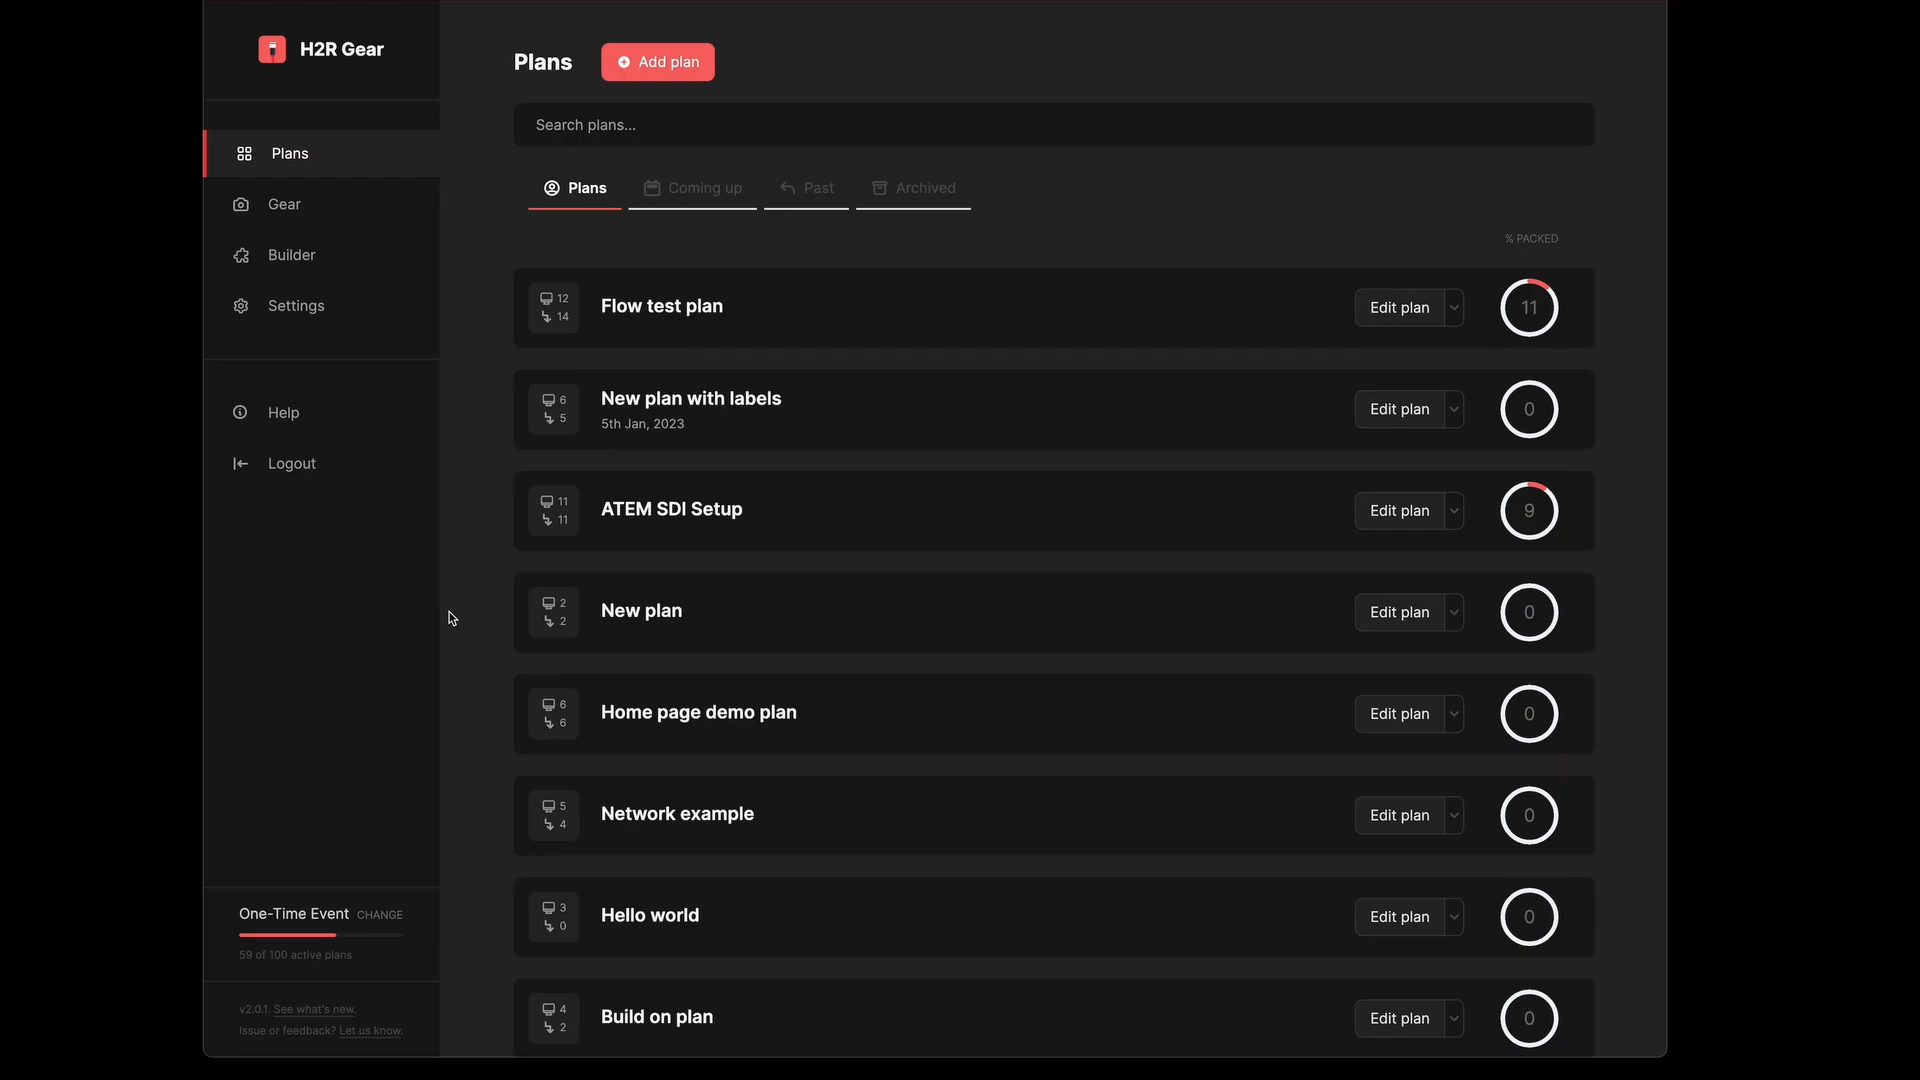 H2R Gear
Plans
Gear
Builder
Settings
Help
Logout
One-Time Event CHANGE
59 of 100 active plans
v2.0.1. See what's new.
Issue or feedback? Let us know.
Plans
Add plan
Search plans...
Plans Coming up Past Archived
% PACKED
12
14
Flow test plan
Edit plan
11
6
5
New plan with labels
5th Jan, 2023
Edit plan
0
11
11
ATEM SDI Setup
Edit plan
9
2
2
New plan
Edit plan
0
6
6
Home page demo plan
Edit plan
0
5
4
Network example
Edit plan
0
3
0
Hello world
Edit plan
0
4
2
Build on plan
Edit plan
0